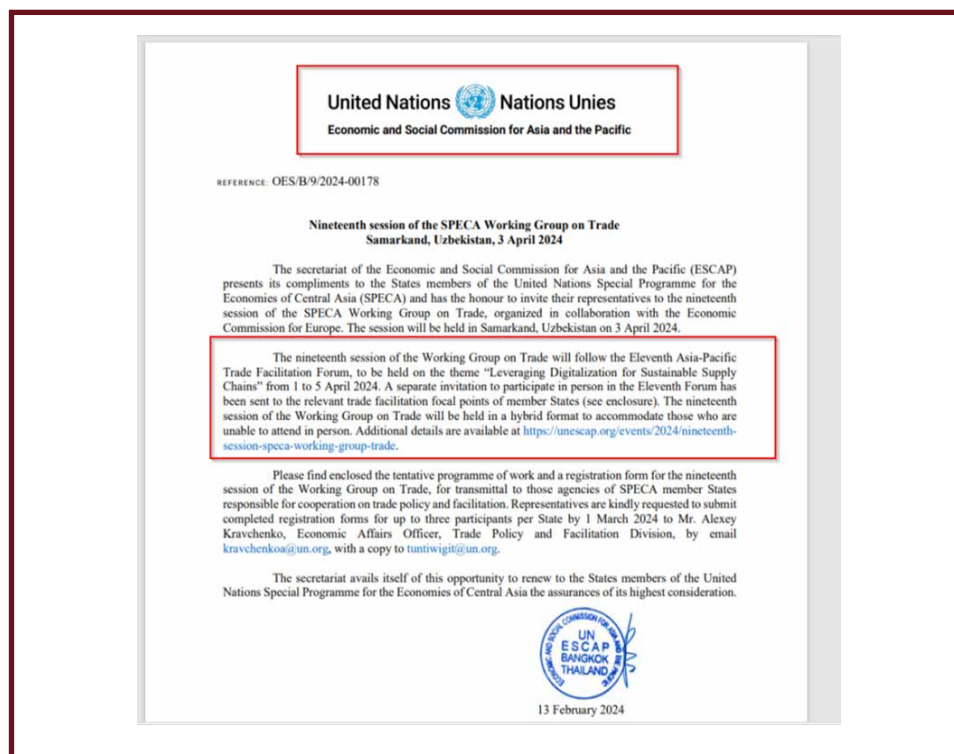 United Nations Nations Unies
Economic and Social Commission for Asia and the Pacific
REFERENCE: OES/B/9/2024-00178
Nineteenth session of the SPECA Working Group on Trade
Samarkand, Uzbekistan, 3 April 2024
The secretariat of the Economic and Social Commission for Asia and the Pacific (ESCAP)
presents its compliments to the States members of the United Nations Special Programme for the
Economies of Central Asia (SPECA) and has the honour to invite their representatives to the nineteenth
session of the SPECA Working Group on Trade, organized in collaboration with the Economic
Commission for Europe. The session will be held in Samarkand, Uzbekistan on 3 April 2024.
The nineteenth session of the Working Group on Trade will follow the Eleventh Asia-Pacific
Trade Facilitation Forum, to be held on the theme “Leveraging Digitalization for Sustainable Supply
Chains” from 1 to 5 April 2024. A separate invitation to participate in person in the Eleventh Forum has
been sent to the relevant trade facilitation focal points of member States (see enclosure). The nineteenth
session of the Working Group on Trade will be held in a hybrid format to accommodate those who are
unable to attend in person. Additional details are available at https://unescap.org/events/2024/nineteenth-
session-speca-working-group-trade.
Please find enclosed the tentative programme of work and a registration form for the nineteenth
session of the Working Group on Trade, for transmittal to those agencies of SPECA member States
responsible for cooperation on trade policy and facilitation. Representatives are kindly requested to submit
completed registration forms for up to three participants per State by 1 March 2024 to Mr. Alexey
Kravchenko, Economic Affairs Officer, Trade Policy and Facilitation Division, by email
kravchenkoa@un.org, with a copy to tuntiwigit@un.org.
The secretariat avails itself of this opportunity to renew to the States members of the United
Nations Special Programme for the Economies of Central Asia the assurances of its highest consideration.
ECONOMIC AND SOCIAL COMMISSION FOR ASIA AND THE PACIFIC
UN
ESCAP
BANGKOK
THAILAND
13 February 2024